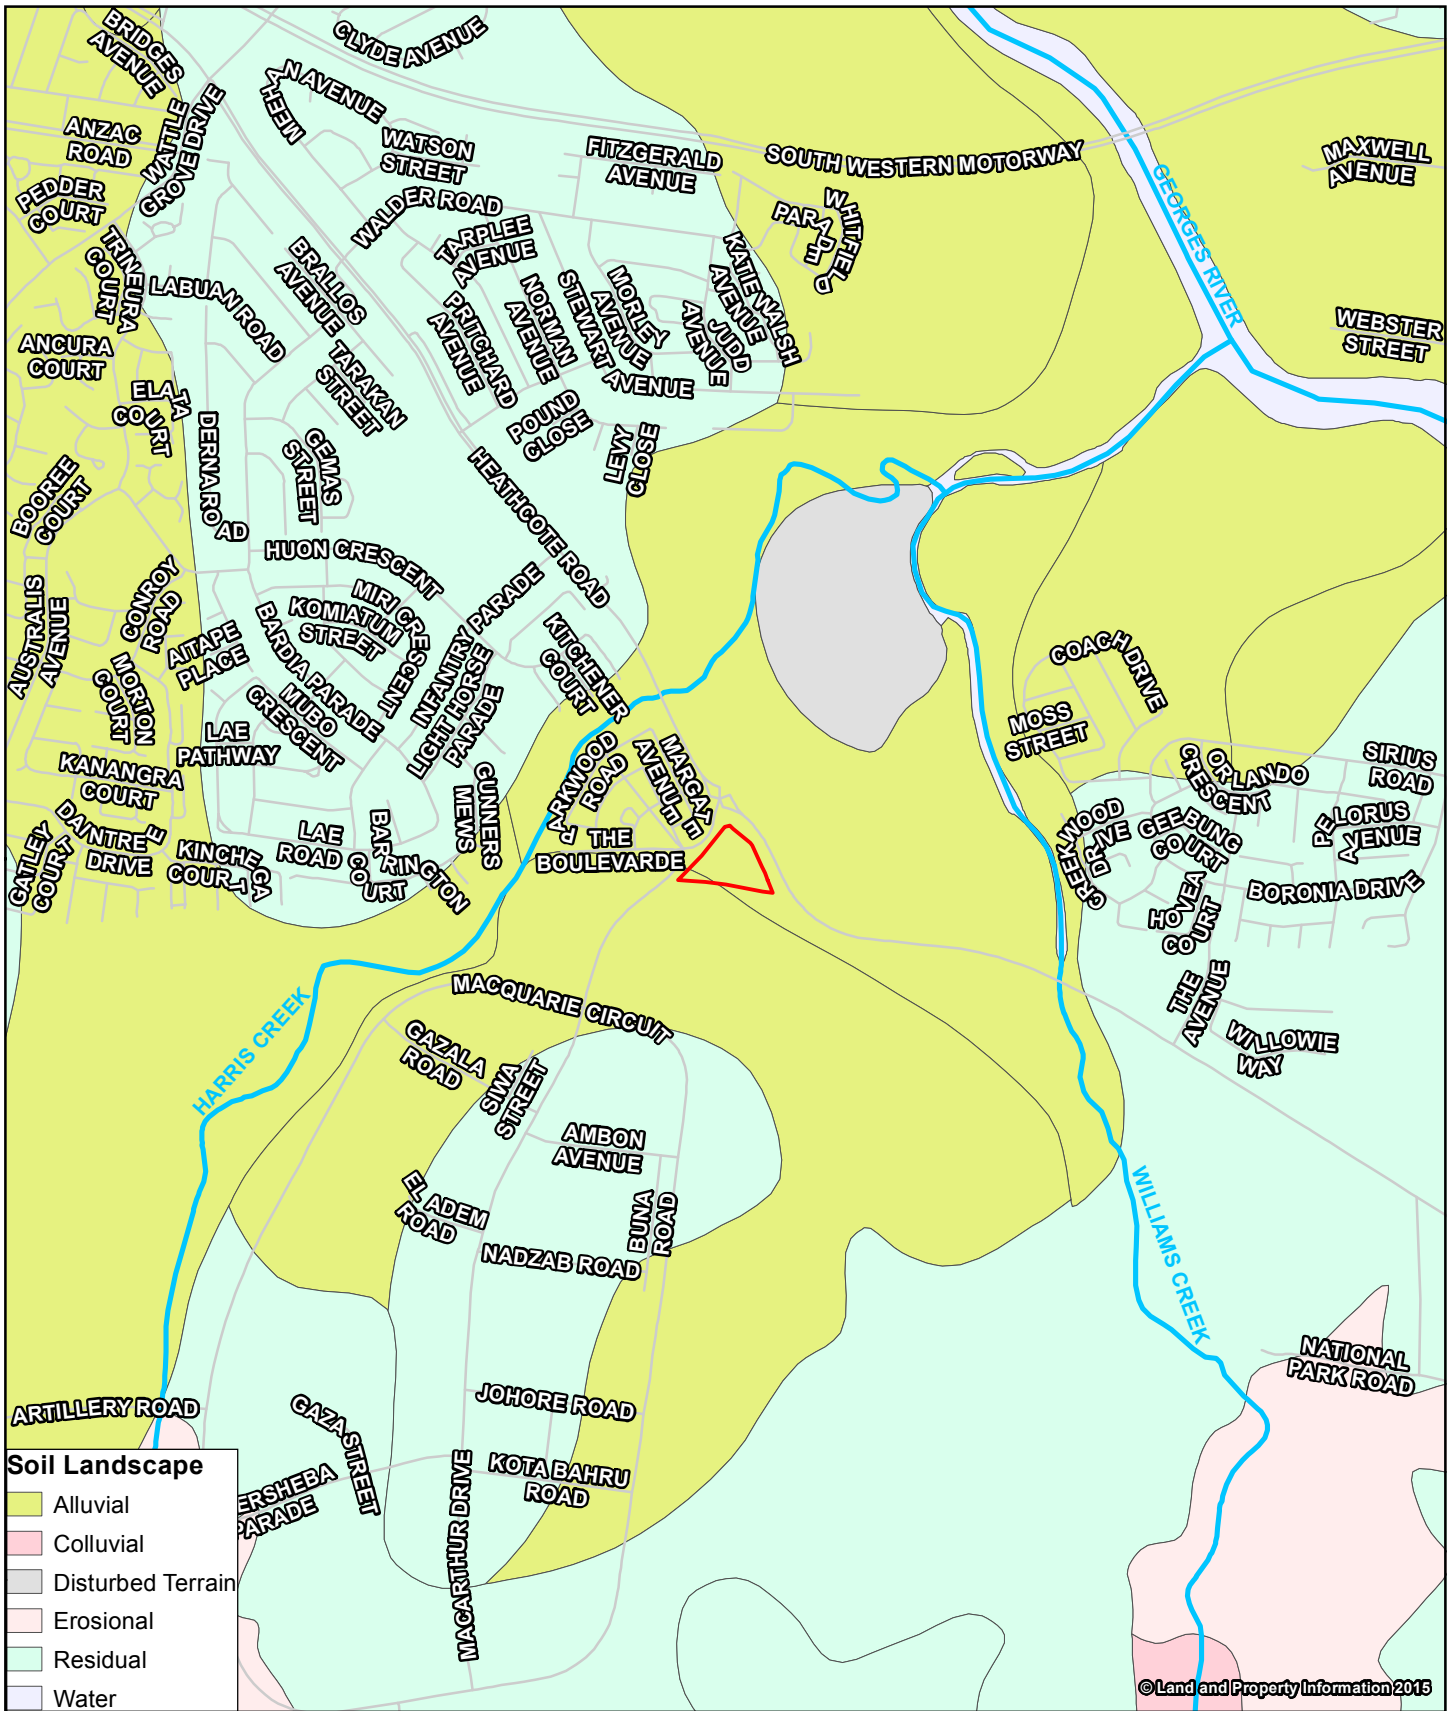 BRIDGES
AVENUE
CLYDE AVENUE
MEEHAN AVENUE
WATTLE
GROVE DRIVE
ANZAC
ROAD
WATSON
STREET
FITZGERALD
AVENUE
SOUTH WESTERN MOTORWAY
MAXWELL
AVENUE
PEDDER
COURT
WALDER ROAD
WHITFIELD
PARADE
GEORGES RIVER
TRINEURA
COURT
TARPLEE
AVENUE
BRALLOS
AVENUE
LABUAN ROAD
KATIEWALSH
AVENUE
NORMAN
AVENUE
STEWART AVENUE
MORLEY
AVENUE
JUDD
AVENUE
PRITCHARD
AVENUE
WEBSTER
STREET
ANCURA
COURT
TARAKAN
STREET
ELATA
COURT
POUND
CLOSE
DERNA ROAD
LEVY
CLOSE
GEMAS
STREET
HEATHCOTE ROAD
BOOREE
COURT
HUON CRESCENT
CONROY
ROAD
AUSTRALIS
AVENUE
MIRI CRESCENT
KOMIATUM
STREET
INFANTRY PARADE
BARDIA PARADE
KITCHENER
COURT
AITAPE
PLACE
COACH DRIVE
MORTON
COURT
LIGHT HORSE
PARADE
MUBO
CRESCENT
MOSS
STREET
LAE
PATHWAY
PARKWOOD
ROAD
MARGATE
AVENUE
SIRIUS
ROAD
ORLANDO
CRESCENT
KANANGRA
COURT
GUNNERS
MEWS
DAINTREE
DRIVE
GATLEY
COURT
KINCHEGA
COURT
LAE
ROAD
BARRINGTON
COURT
THE
BOULEVARDE
CREEKWOOD
DRIVE
GEEBUNG
COURT
PELORUS
AVENUE
BORONIA DRIVE
HOVEA
COURT
THE
AVENUE
WILLOWIE
WAY
MACQUARIE CIRCUIT
HARRIS CREEK
GAZALA
ROAD
SIWA
STREET
AMBON
AVENUE
EL ADEM
ROAD
BUNA
ROAD
NADZAB ROAD
WILLIAMS CREEK
NATIONAL
PARK ROAD
ARTILLERY ROAD
JOHORE ROAD
GAZA STREET
KOTA BAHRU
ROAD
MACARTHUR DRIVE
ERSHEBA
PARADE
Soil Landscape
Alluvial
Colluvial
Disturbed Terrain
Erosional
Residual
Water
© Land and Property Information 2015